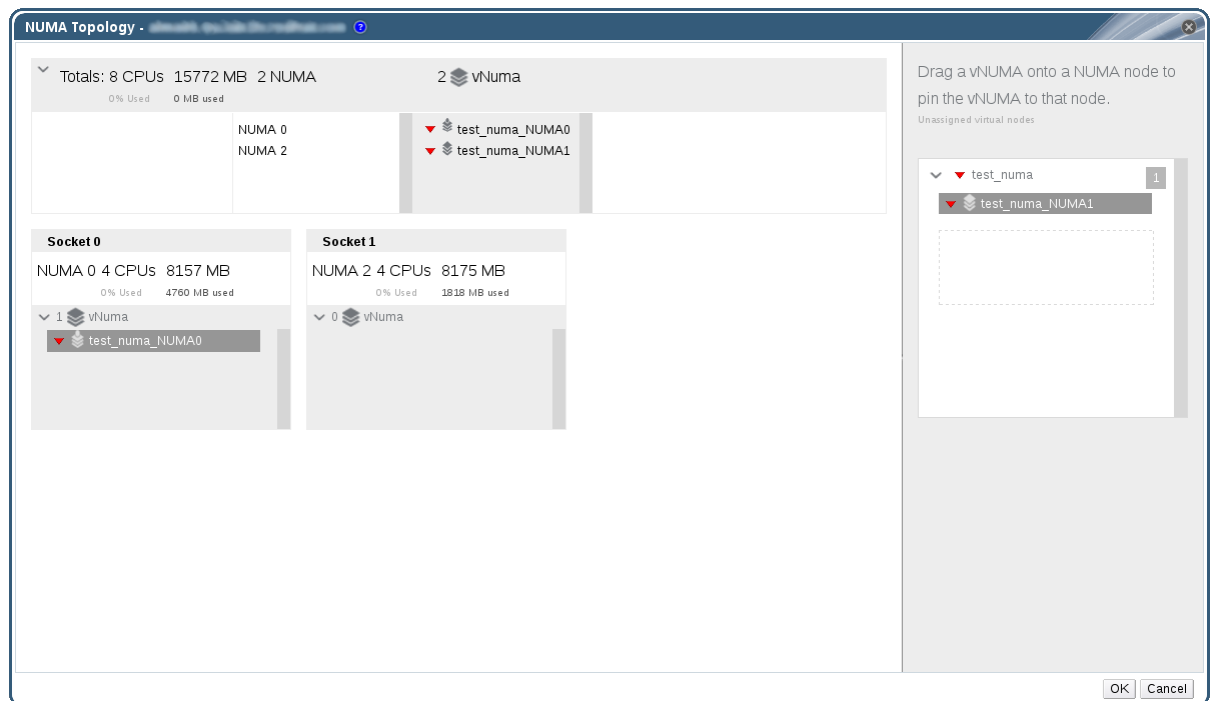 NUMA Topology -
?
Totals: 8 CPUs 15772 MB 2 NUMA 2 vNuma
0% Used 0 MB used
NUMA 0 test_numa_NUMA0
NUMA 2 test_numa_NUMA1
Socket 0
NUMA 0 4 CPUs 8157 MB
0% Used 4760 MB used
1 vNuma
test_numa_NUMA0
Socket 1
NUMA 2 4 CPUs 8175 MB
0% Used 1818 MB used
0 vNuma
Drag a vNUMA onto a NUMA node to
pin the vNUMA to that node.
Unassigned virtual nodes
test_numa 1
test_numa_NUMA1
OK Cancel